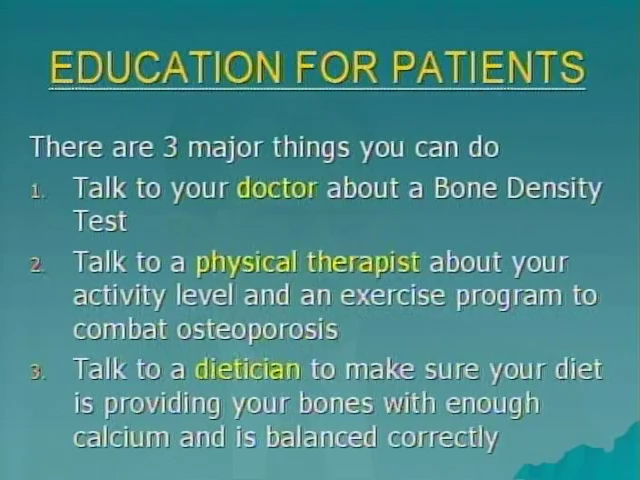 EDUCATION FOR PATIENTS
There are 3 major things you can do
1. Talk to your doctor about a Bone Density
Test
2. Talk to a physical therapist about your
activity level and an exercise program to
combat osteoporosis
3. Talk to a dietician to make sure your diet
is providing your bones with enough
calcium and is balanced correctly